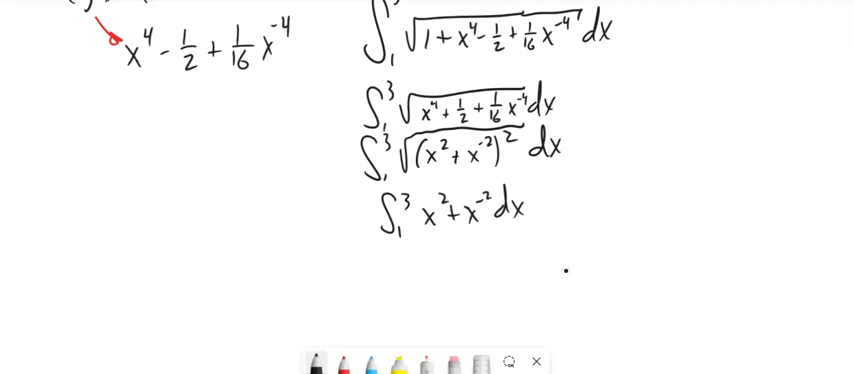 x⁴ - 1/2 + 1/16 x⁻⁴
∫₁ √(1 + x⁴ - 1/2 + 1/16 x⁻⁴) dx
∫₁³ √(x⁴ + 1/2 + 1/16 x⁻⁴) dx
∫₁³ √((x² + x⁻²)²) dx
∫₁³ x² + x⁻² dx